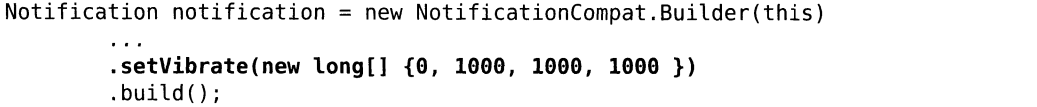 Notification notification = new NotificationCompat.Builder(this)
...
.setVibrate(new long[] {0, 1000, 1000, 1000 })
.build();